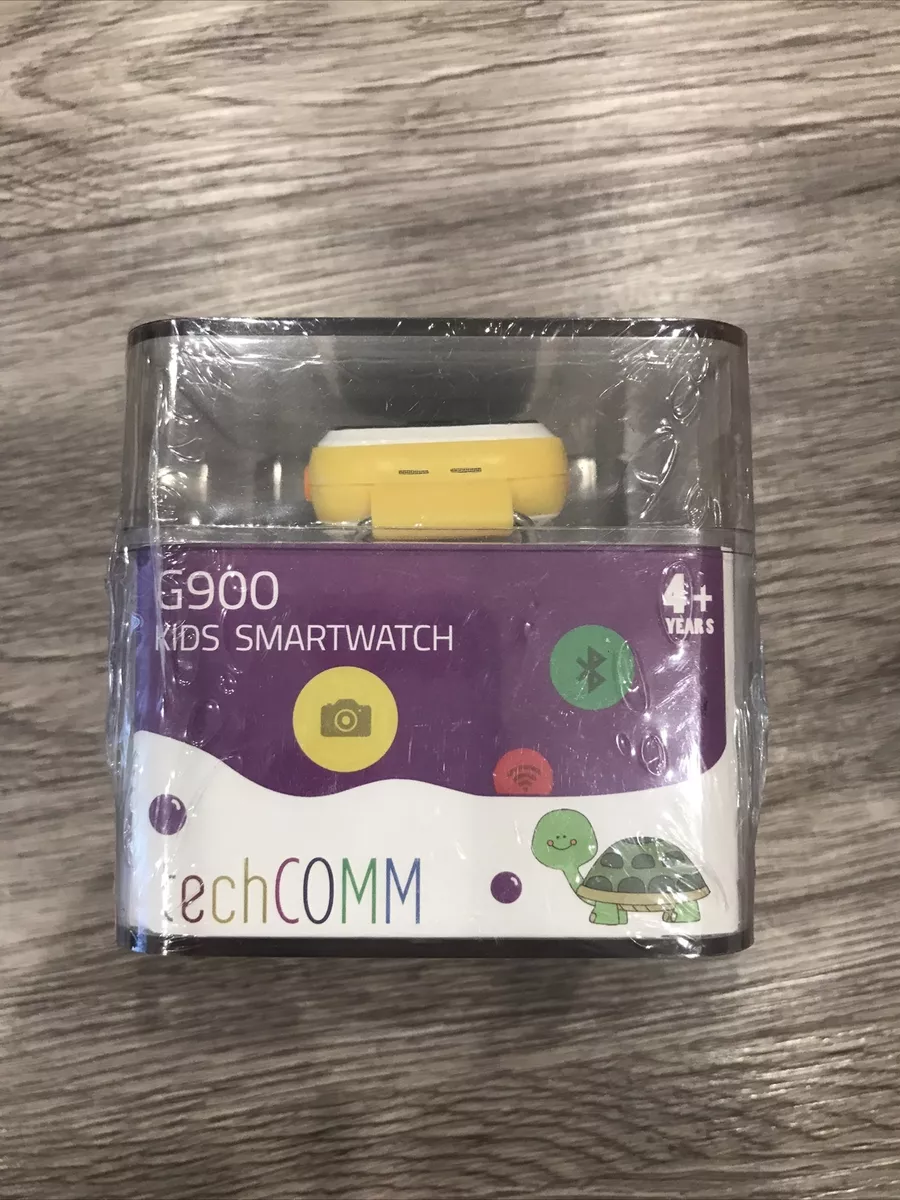 G900
4+
KIDS SMARTWATCH
YEARS
techCOMM